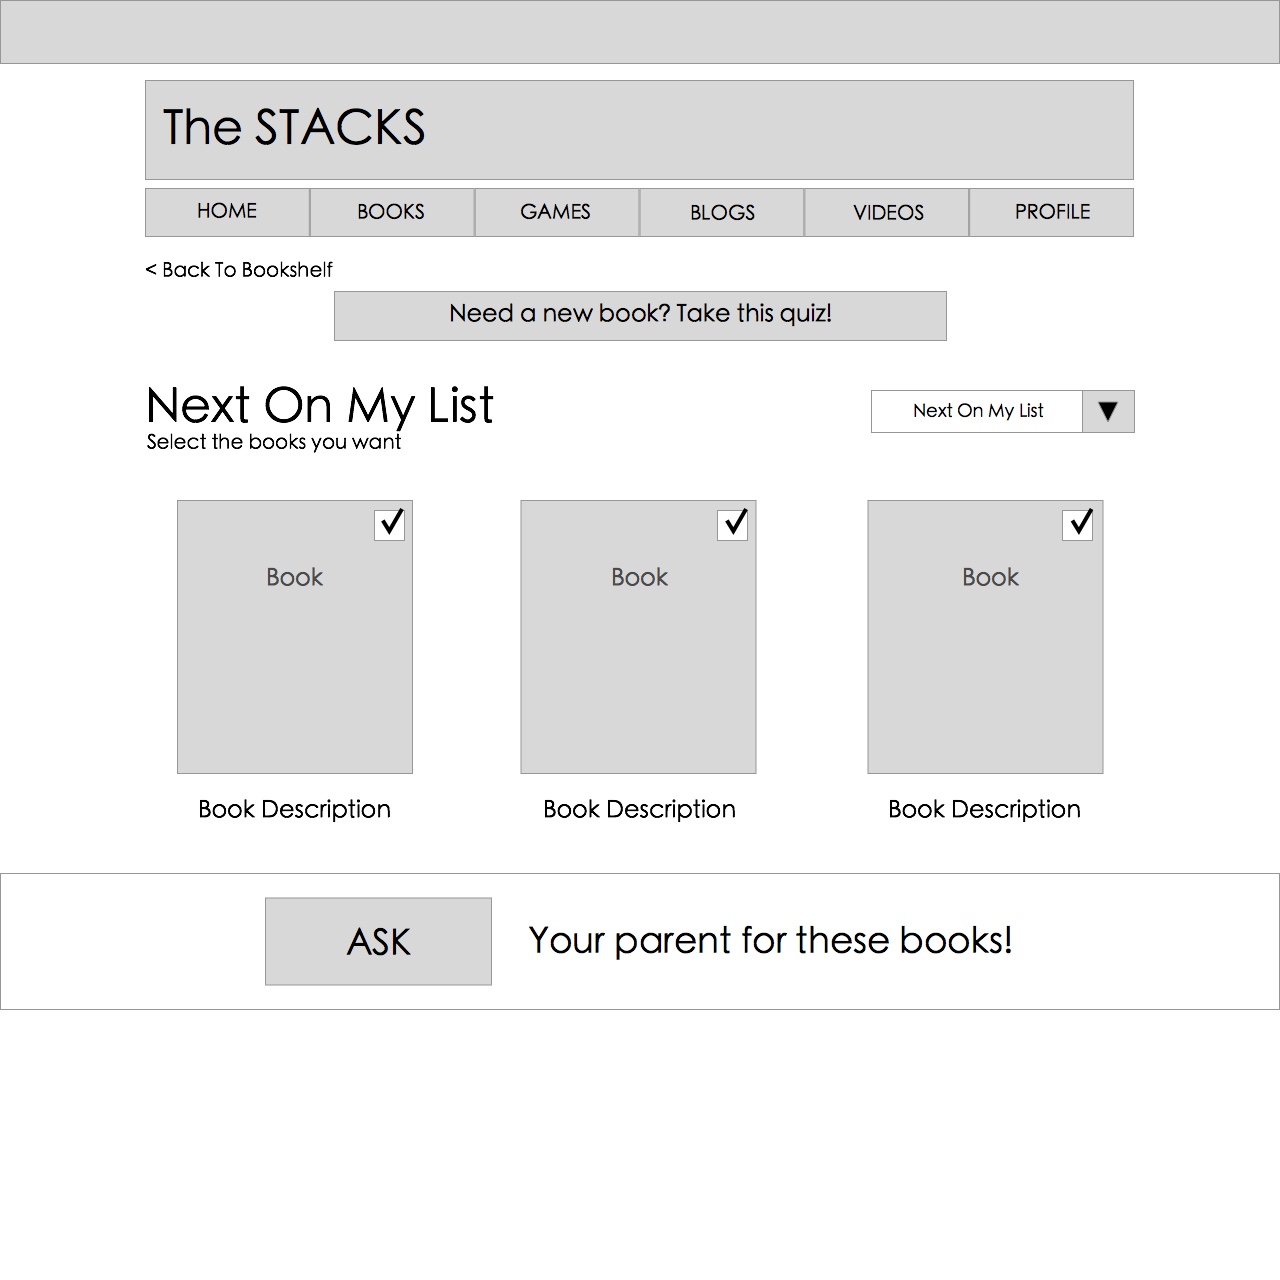 The STACKS
HOME BOOKS GAMES BLOGS VIDEOS PROFILE
< Back To Bookshelf
Need a new book? Take this quiz!
Next On My List
Next On My List
Select the books you want
Book Book Book
Book Description Book Description Book Description
ASK Your parent for these books!